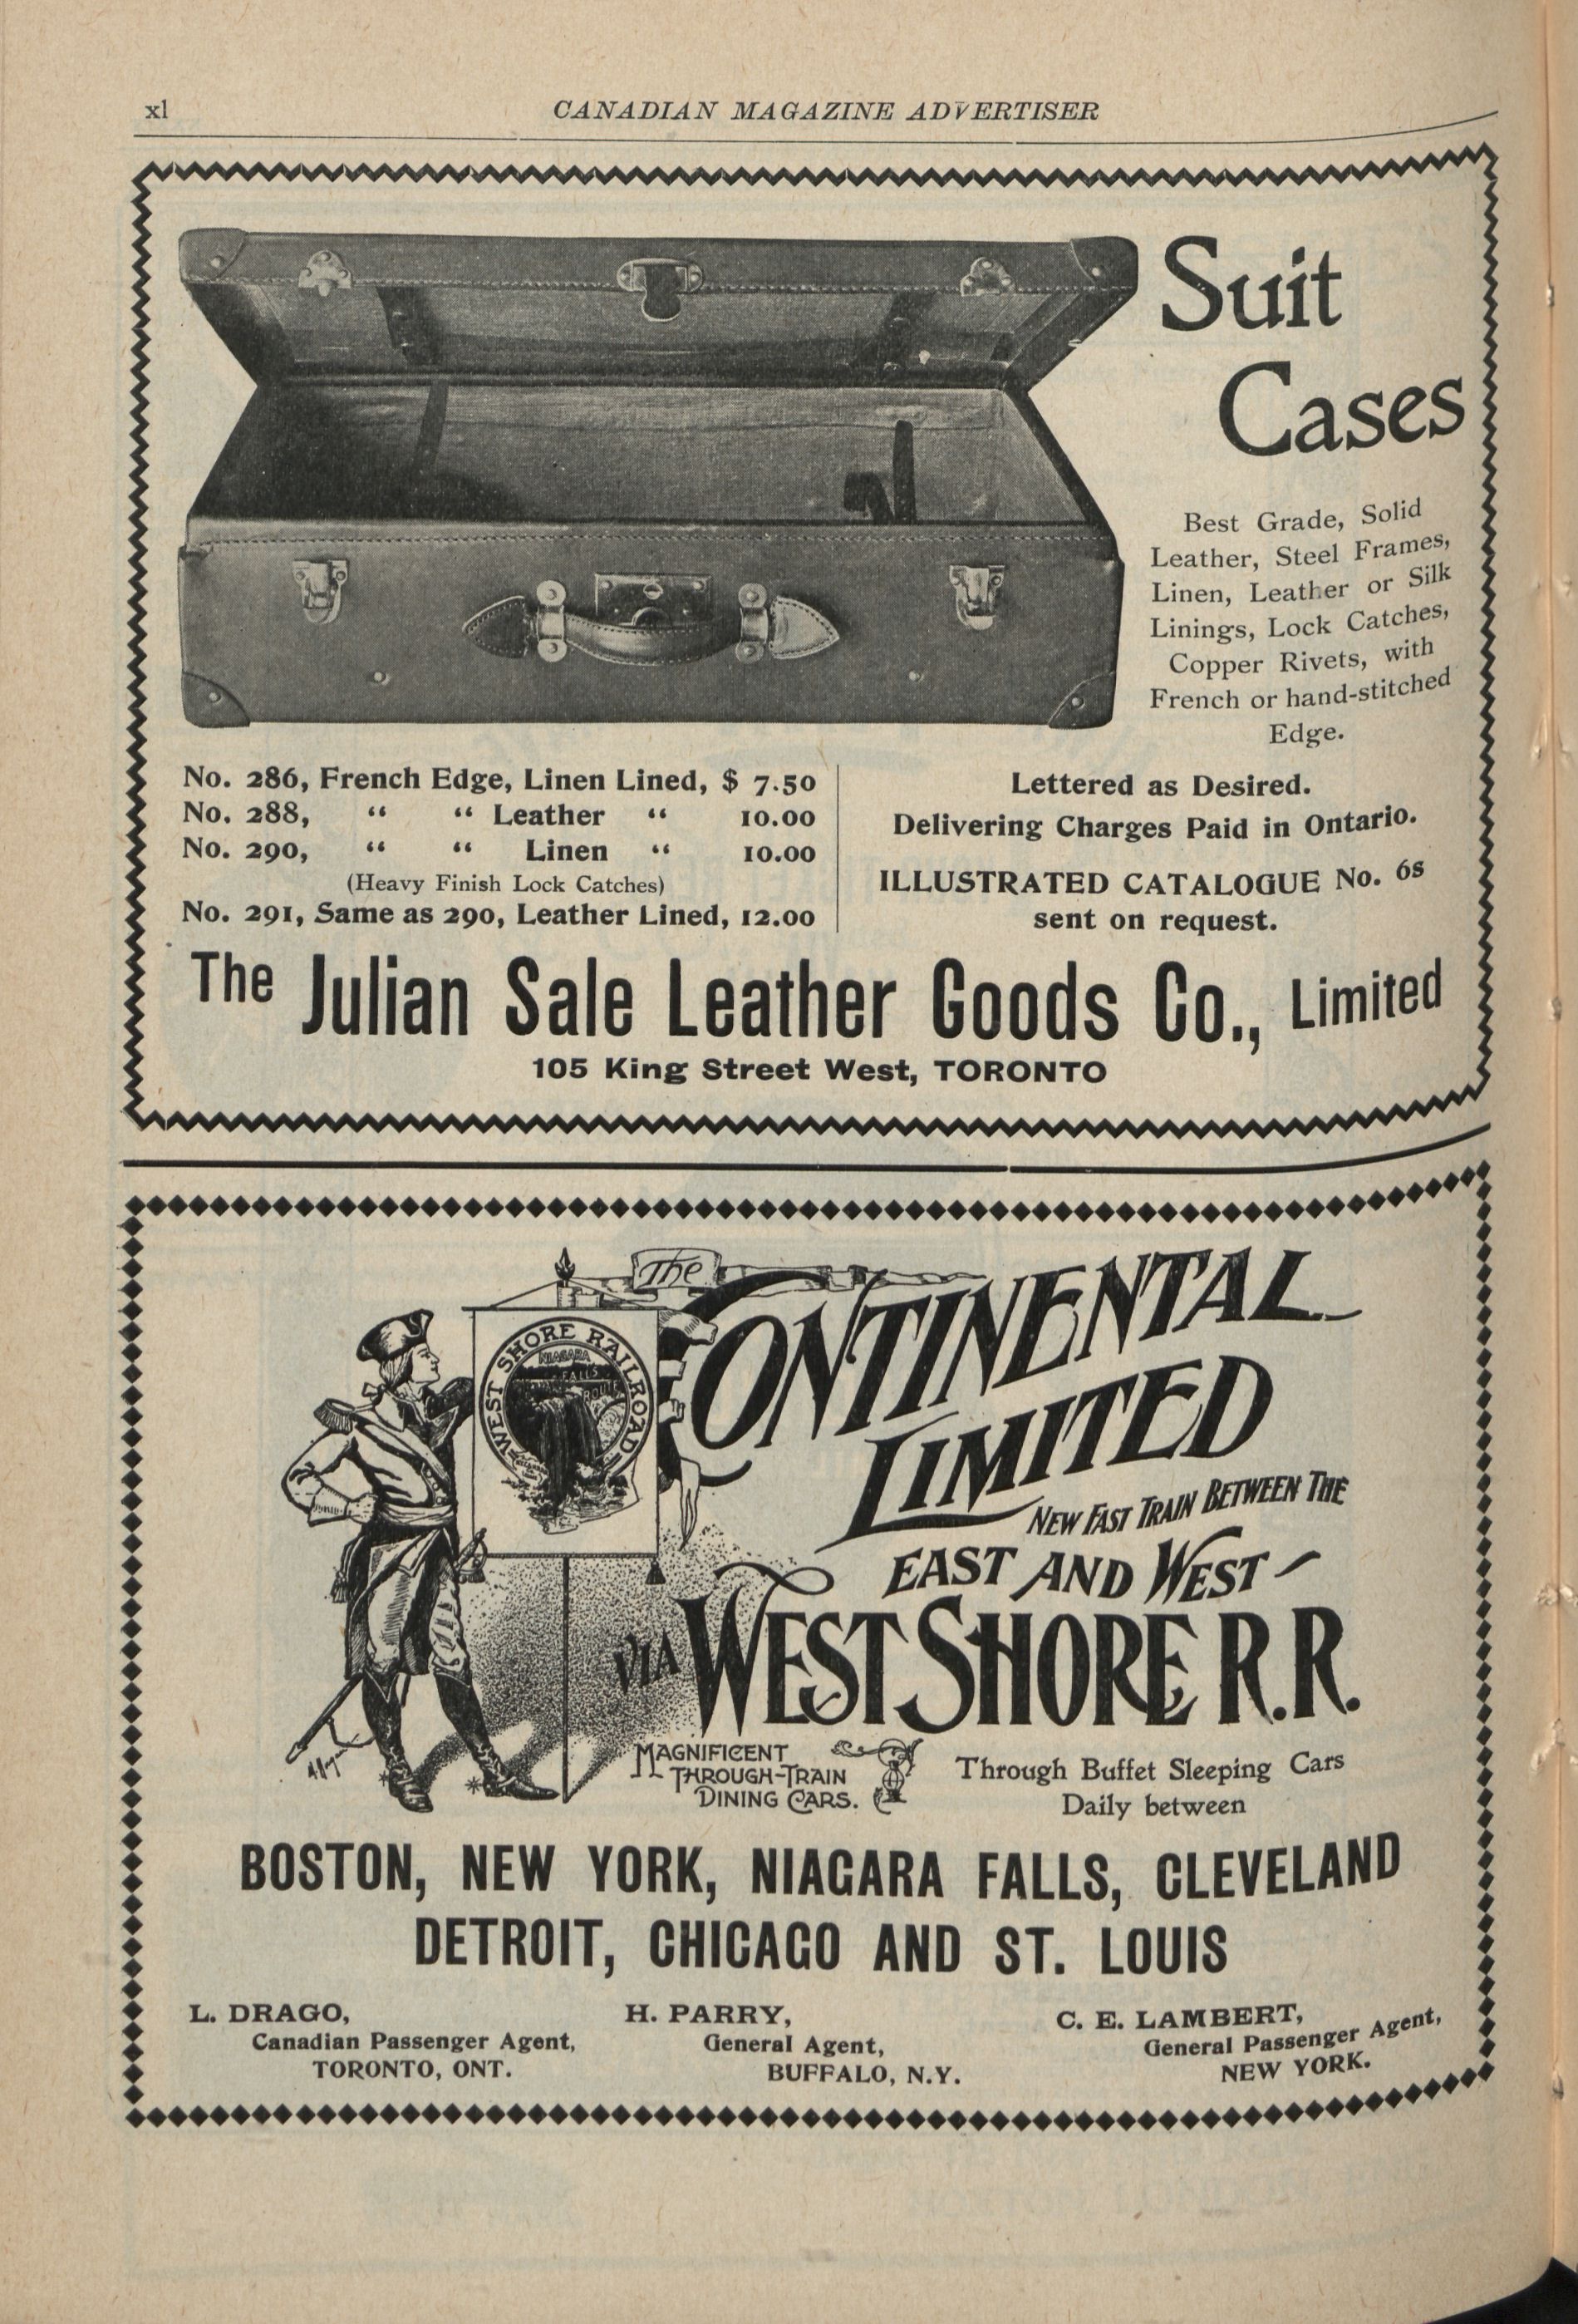 xl
CANADIAN MAGAZINE ADVERTISER
Suit
Cases
Best Grade, Solid
Leather, Steel Frames,
Linen, Leather or Silk
Linings, Lock Catches,
Copper Rivets, with
French or hand-stitched
Edge.
No. 286, French Edge, Linen Lined, $ 7.50
No. 288, “ “ Leather “ 10.00
No. 290, “ “ Linen “ 10.00
(Heavy Finish Lock Catches)
No. 291, Same as 290, Leather Lined, 12.00
Lettered as Desired.
Delivering Charges Paid in Ontario.
ILLUSTRATED CATALOGUE No. 6s
sent on request.
The Julian Sale Leather Goods Co., Limited
105 King Street West, TORONTO
The
CONTINENTAL
LIMITED
WEST SHORE RAILROAD
NIAGARA
FALLS
ROUTE
NEW FAST TRAIN BETWEEN THE
EAST AND WEST
VIA WEST SHORE R.R.
MAGNIFICENT
THROUGH-TRAIN
DINING CARS.
Through Buffet Sleeping Cars
Daily between
BOSTON, NEW YORK, NIAGARA FALLS, CLEVELAND
DETROIT, CHICAGO AND ST. LOUIS
L. DRAGO,
Canadian Passenger Agent,
TORONTO, ONT.
H. PARRY,
General Agent,
BUFFALO, N.Y.
C. E. LAMBERT,
General Passenger Agent,
NEW YORK.